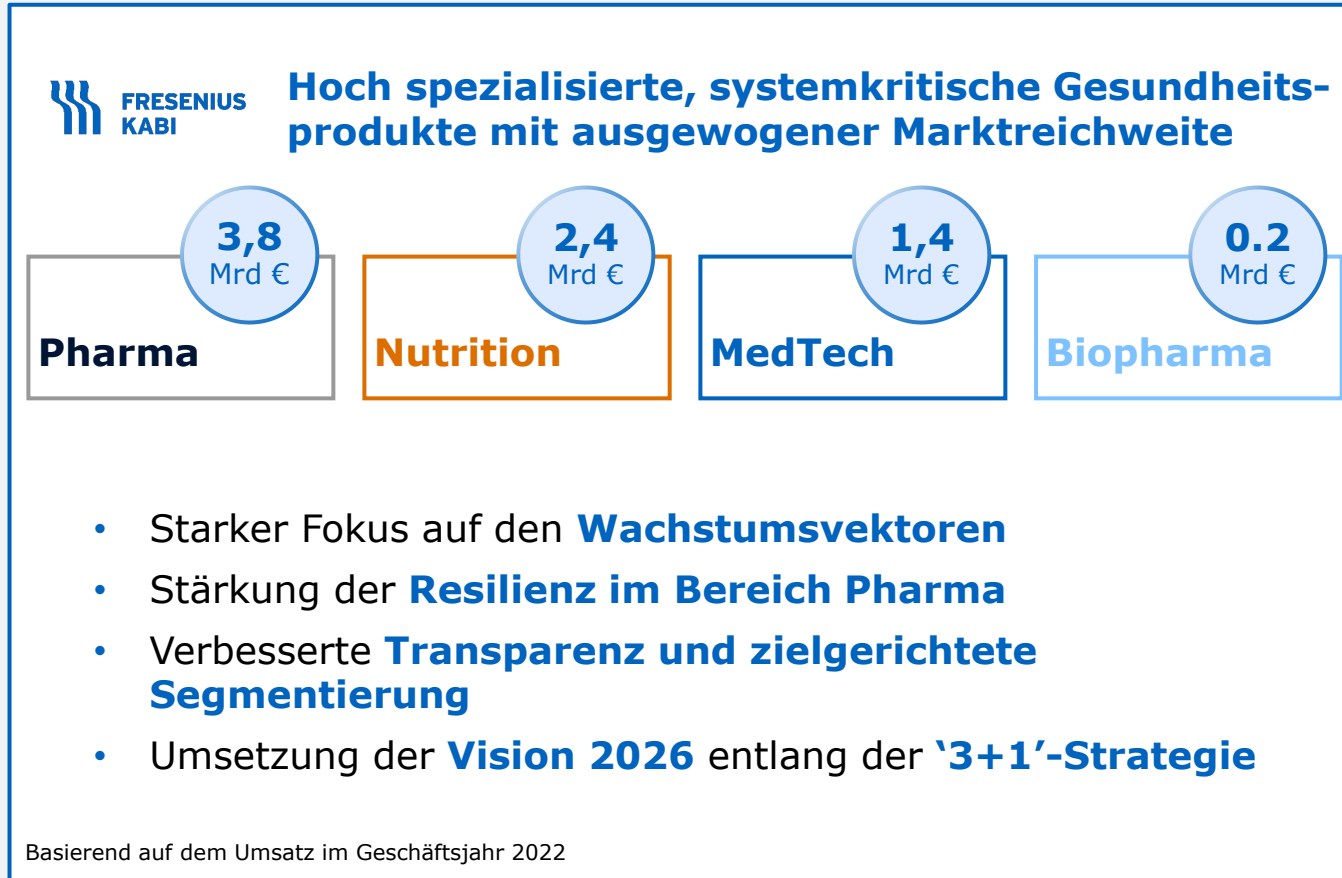 FRESENIUS
KABI
Hoch spezialisierte, systemkritische Gesundheits-
produkte mit ausgewogener Marktreichweite
3,8
Mrd €
Pharma
2,4
Mrd €
Nutrition
1,4
Mrd €
MedTech
0.2
Mrd €
Biopharma
• Starker Fokus auf den Wachstumsvektoren
• Stärkung der Resilienz im Bereich Pharma
• Verbesserte Transparenz und zielgerichtete
Segmentierung
• Umsetzung der Vision 2026 entlang der ‘3+1’-Strategie
Basierend auf dem Umsatz im Geschäftsjahr 2022